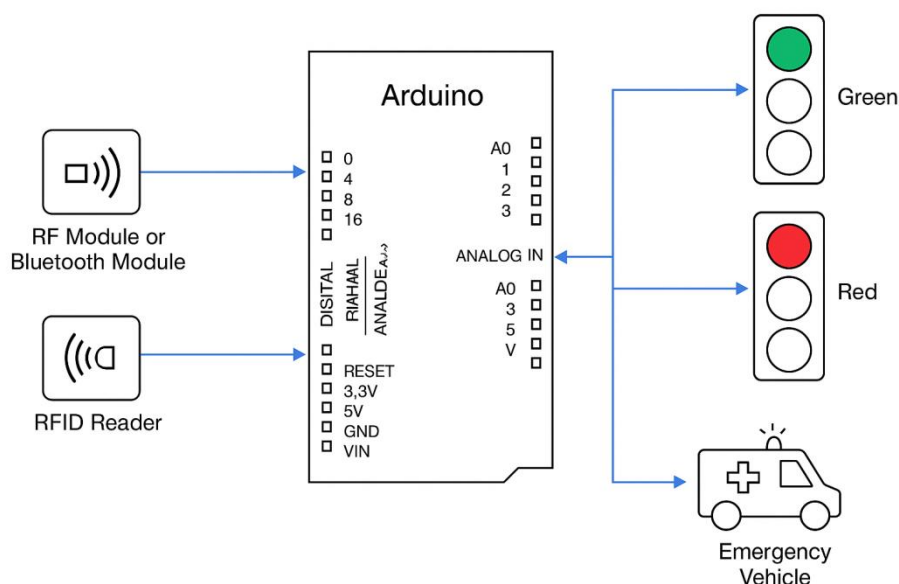 Arduino
RF Module or
Bluetooth Module
RFID Reader
0
4
8
16
DISITAL
RIAHAAL
RESET
3,3V
5V
GND
VIN
A0
1
2
3
ANALOG IN
A0
3
5
V
Green
Red
Emergency
Vehicle